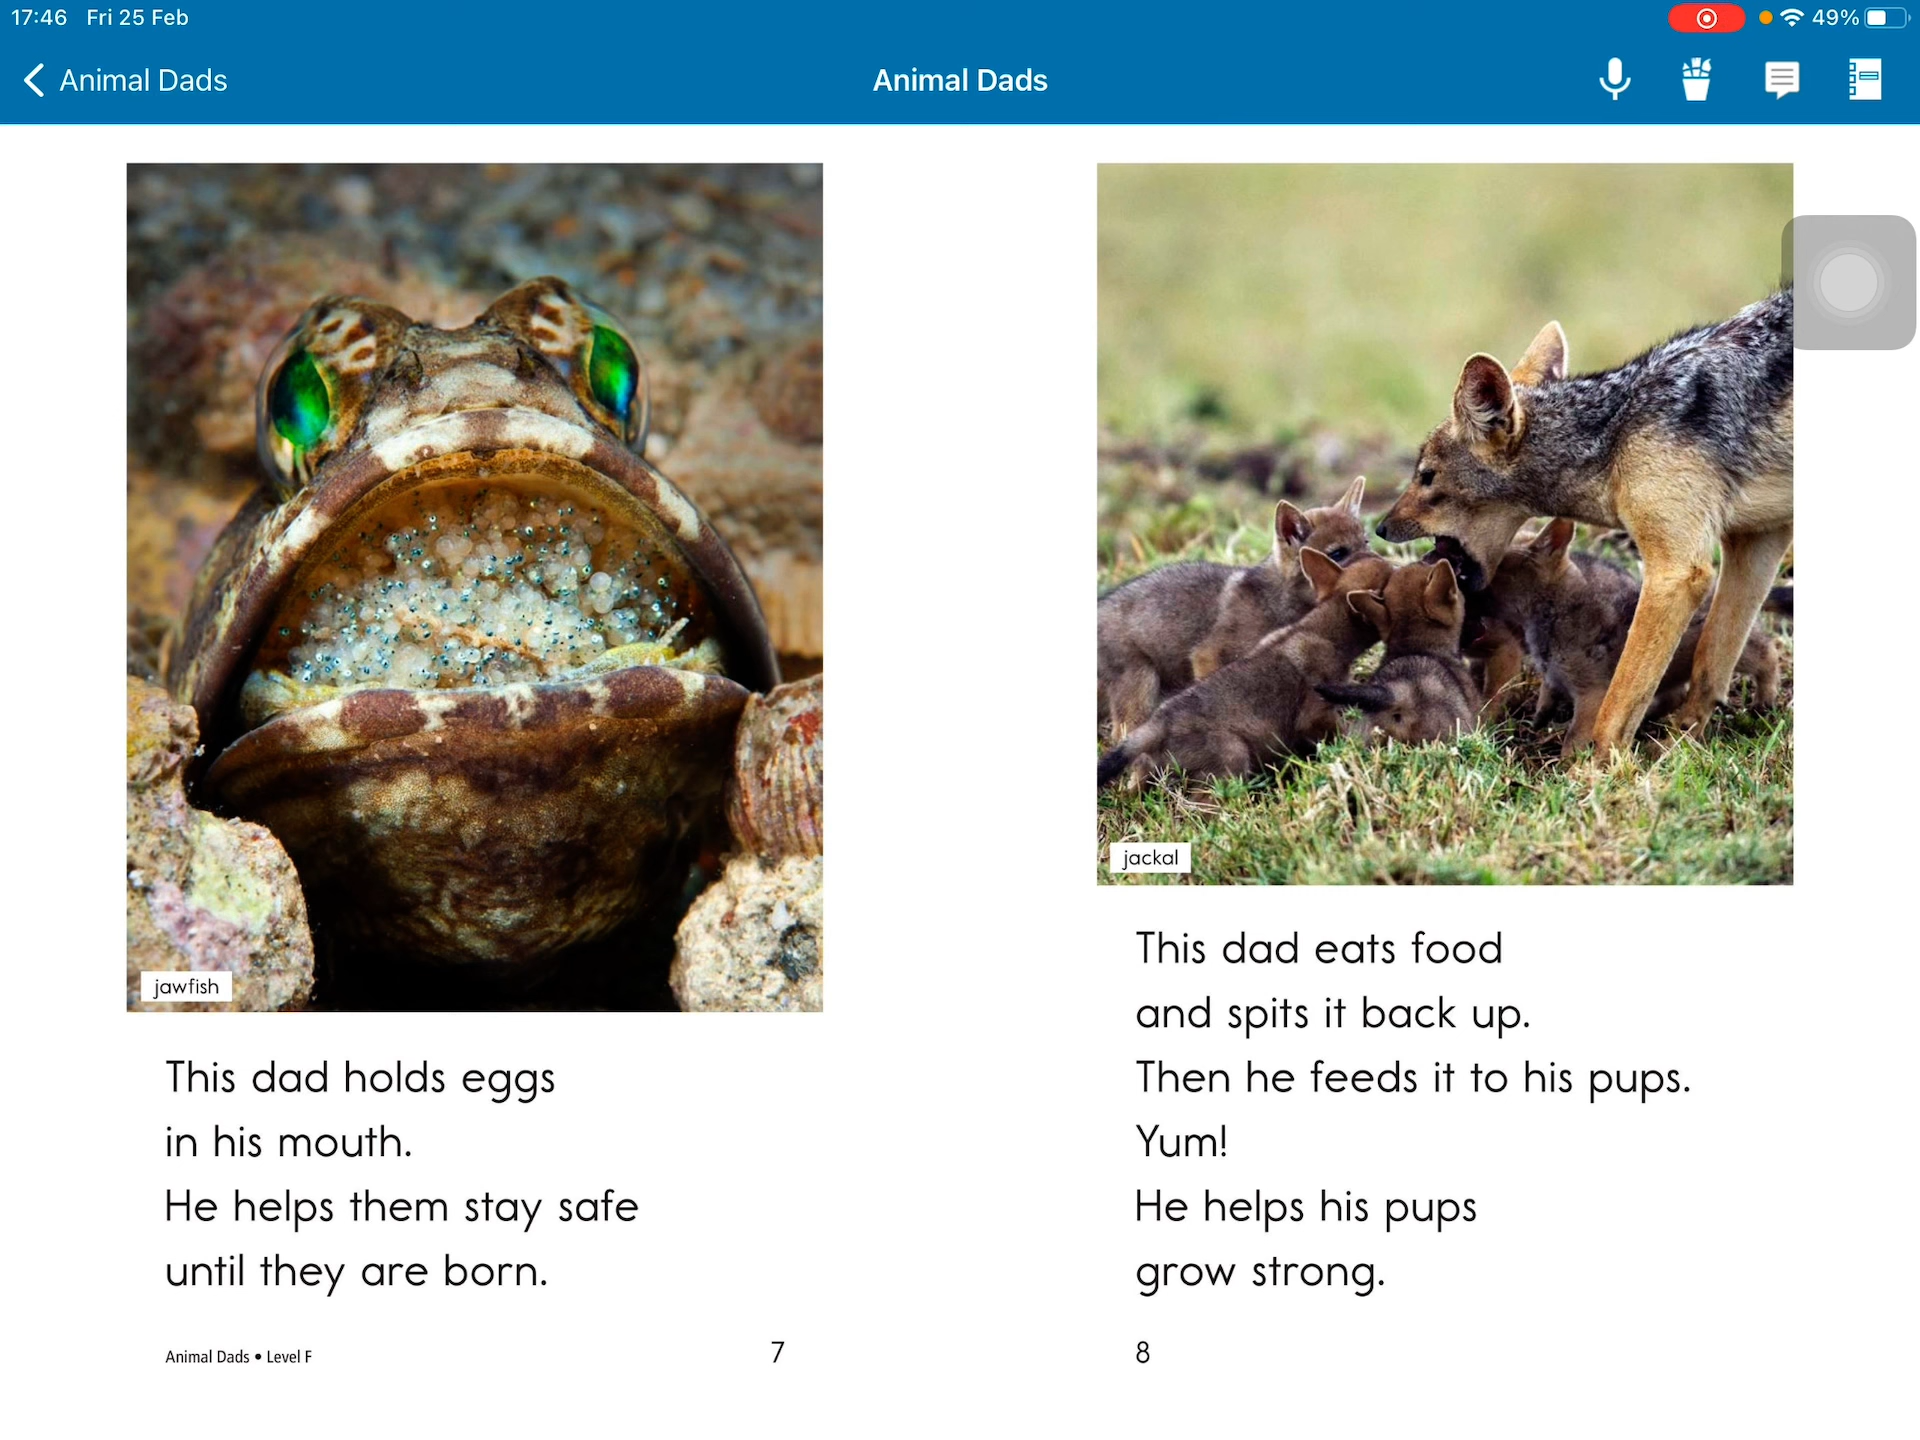 17:46 Fri 25 Feb
49%
Animal Dads
Animal Dads
jawfish
This dad holds eggs
in his mouth.
He helps them stay safe
until they are born.
Animal Dads • Level F
7
jackal
This dad eats food
and spits it back up.
Then he feeds it to his pups.
Yum!
He helps his pups
grow strong.
8